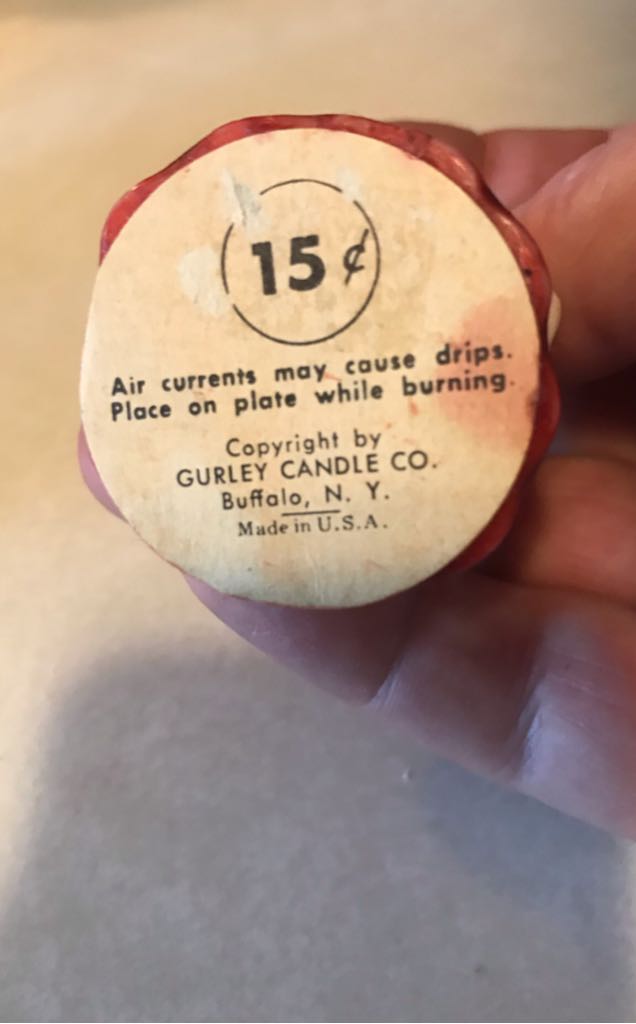 15¢
Air currents may cause drips.
Place on plate while burning.
Copyright by
GURLEY CANDLE CO.
Buffalo, N. Y.
Made in U.S.A.